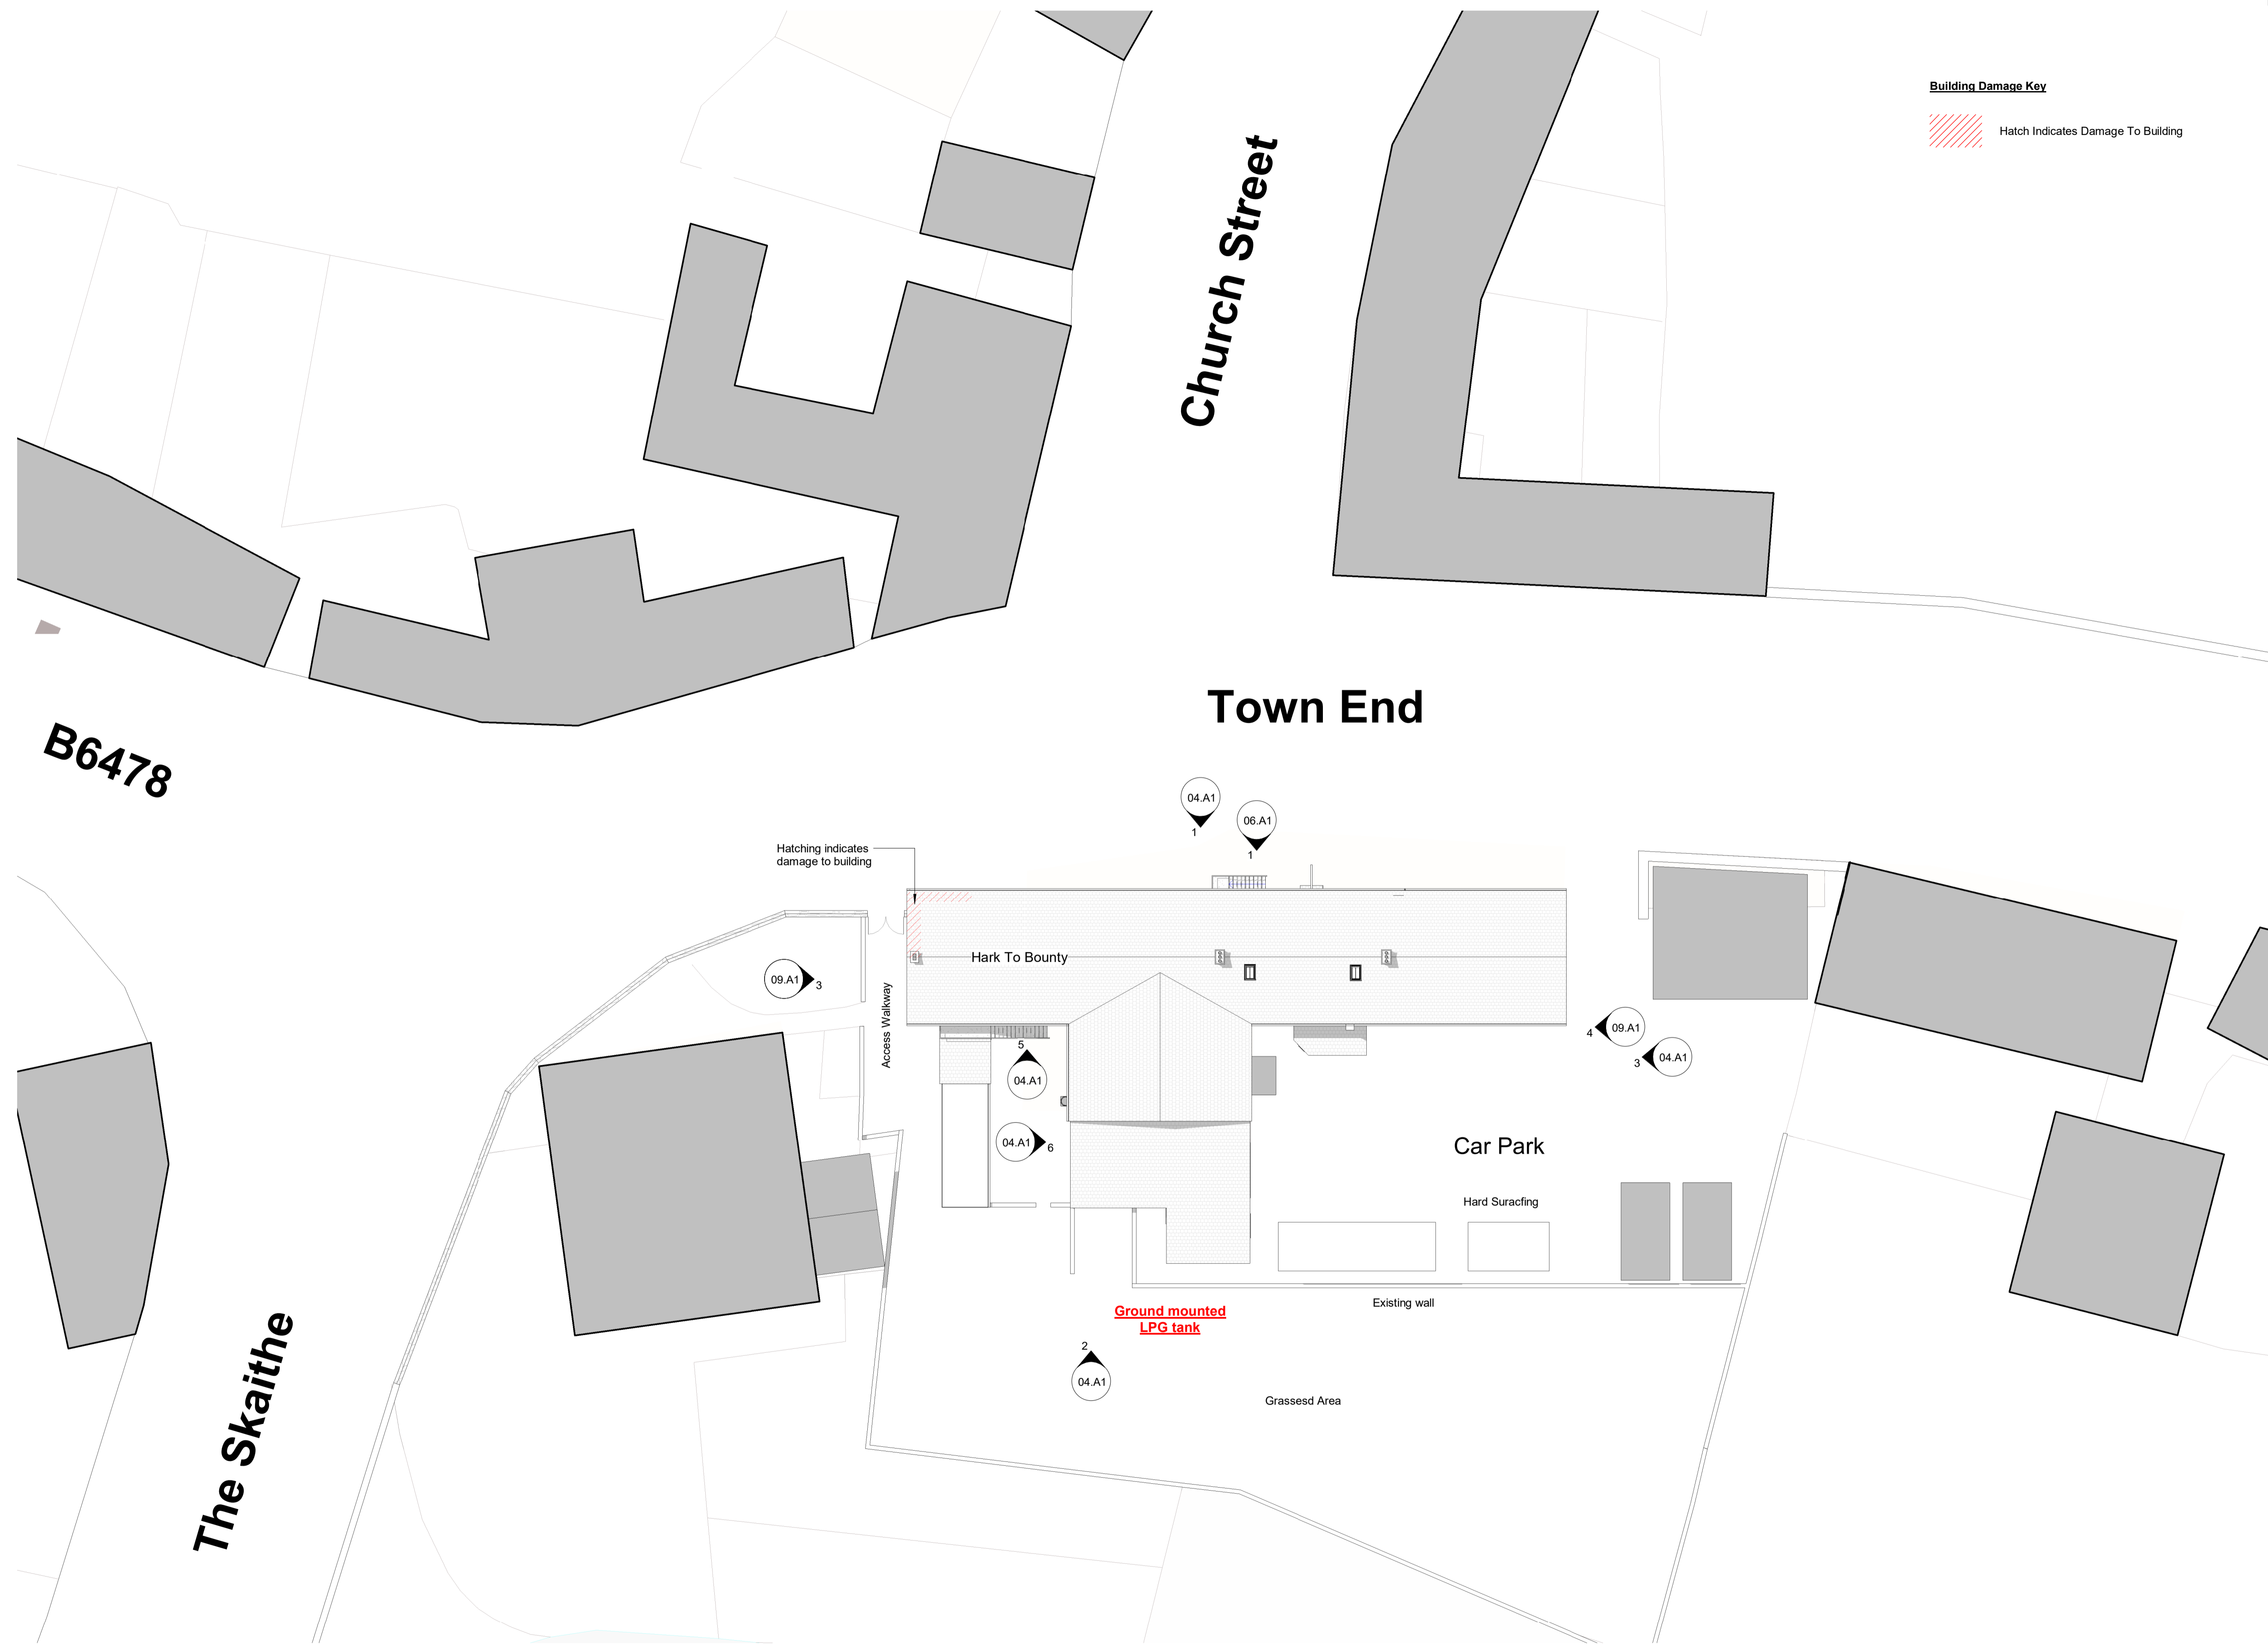 Building Damage Key
Hatch Indicates Damage To Building
Church Street
Town End
B6478
04.A1
1
06.A1
1
Hatching indicates
damage to building
Hark To Bounty
09.A1
3
Access Walkway
5
04.A1
04.A1
6
4
09.A1
3
04.A1
Car Park
Hard Suracfing
Existing wall
Ground mounted
LPG tank
2
04.A1
Grassesd Area
The Skaithe